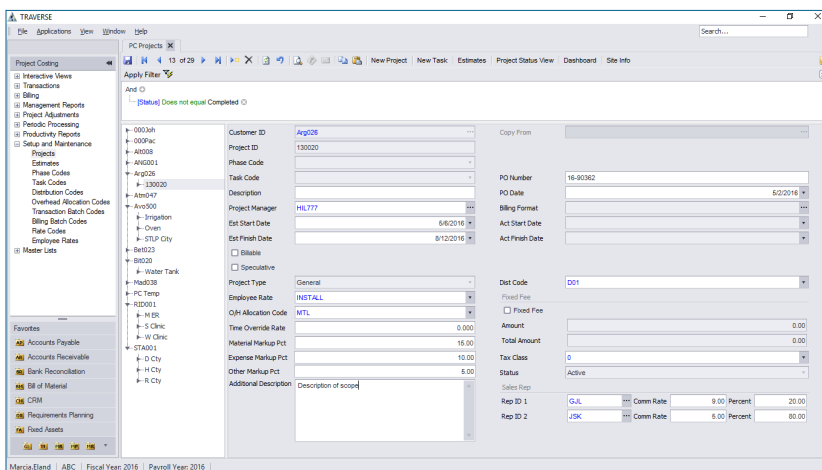 TRAVERSE
File Applications View Window Help
Search...
PC Projects
Project Costing
13 of 29 New Project New Task Estimates Project Status View Dashboard Site Info
Apply Filter
And
[Status] Does not equal Completed
Interactive Views
Transactions
Billing
Management Reports
Project Adjustments
Periodic Processing
Productivity Reports
Setup and Maintenance
Projects
Estimates
Phase Codes
Task Codes
Distribution Codes
Overhead Allocation Codes
Transaction Batch Codes
Billing Batch Codes
Rate Codes
Employee Rates
Master Lists
Favorites
Accounts Payable
Accounts Receivable
Bank Reconciliation
Bill of Material
CRM
Requirements Planning
Fixed Assets
000Joh
000Pac
Alt008
ANG001
Arg026
130020
Atm047
Avo500
Irrigation
Oven
STLP City
Bet023
Bit020
Water Tank
Mad038
PC Temp
RID001
M ER
S Clinic
W Clinic
STA001
D Cty
H Cty
R Cty
Customer ID Arg026 Copy From
Project ID 130020
Phase Code
Task Code PO Number 16-90362
Description PO Date 5/2/2016
Project Manager HIL777 Billing Format
Est Start Date 6/6/2016 Act Start Date
Est Finish Date 8/12/2016 Act Finish Date
Billable
Speculative
Project Type General Dist Code D01
Employee Rate INSTALL Fixed Fee
O/H Allocation Code MTL Fixed Fee
Time Override Rate 0.000 Amount 0.00
Material Markup Pct 15.00 Total Amount 0.00
Expense Markup Pct 10.00 Tax Class 0
Other Markup Pct 5.00 Status Active
Additional Description Description of scope Sales Rep
Rep ID 1 GJL Comm Rate 9.00 Percent 20.00
Rep ID 2 JSK Comm Rate 5.00 Percent 80.00
Marcia.Eland ABC Fiscal Year: 2016 Payroll Year: 2016